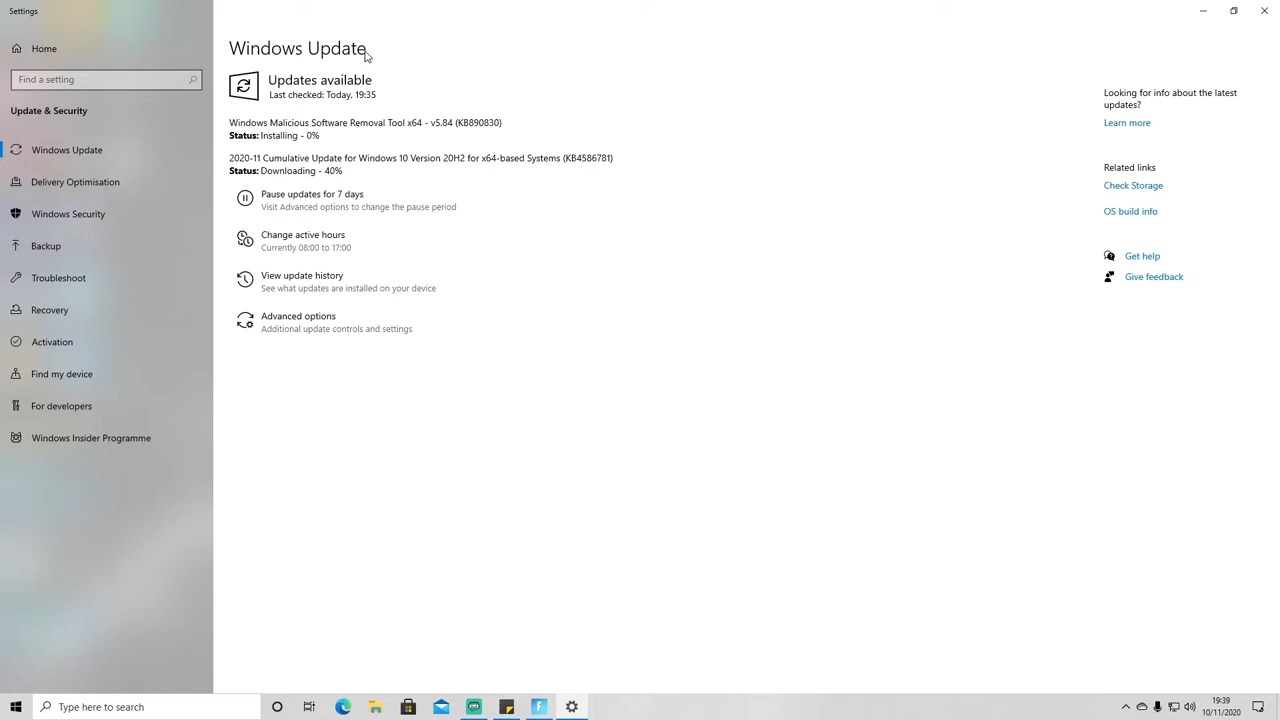 Settings
Home
Find a setting
Update & Security
Windows Update
Delivery Optimisation
Windows Security
Backup
Troubleshoot
Recovery
Activation
Find my device
For developers
Windows Insider Programme
Windows Update
Updates available
Last checked: Today, 19:35
Windows Malicious Software Removal Tool x64 - v5.84 (KB890830)
Status: Installing - 0%
2020-11 Cumulative Update for Windows 10 Version 20H2 for x64-based Systems (KB4586781)
Status: Downloading - 40%
Pause updates for 7 days
Visit Advanced options to change the pause period
Change active hours
Currently 08:00 to 17:00
View update history
See what updates are installed on your device
Advanced options
Additional update controls and settings
Looking for info about the latest
updates?
Learn more
Related links
Check Storage
OS build info
Get help
Give feedback
Type here to search
19:39
10/11/2020